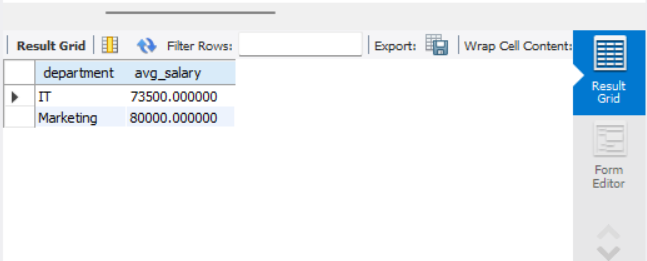 Result Grid Filter Rows: Export: Wrap Cell Content:
department avg_salary
IT 73500.000000
Marketing 80000.000000
Result
Grid
Form
Editor